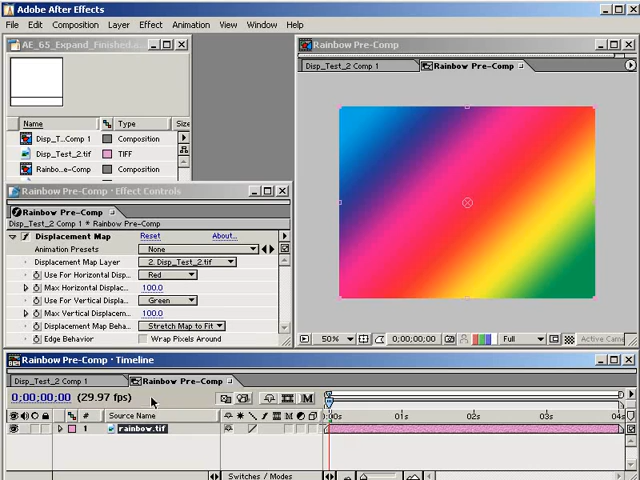 Adobe After Effects
File Edit Composition Layer Effect Animation View Window Help
AE_65_Expand_Finished.a
Name Type Size
Disp_T...Comp 1 Composition
Disp_Test_2.tif TIFF
Rainbo...e-Comp Composition
Rainbow Pre-Comp
Disp_Test_2 Comp 1 Rainbow Pre-Comp
50% 0;00;00;00 Full Active Came
Rainbow Pre-Comp · Effect Controls
Rainbow Pre-Comp
Disp_Test_2 Comp 1 * Rainbow Pre-Comp
Displacement Map Reset About...
Animation Presets None
Displacement Map Layer 2. Disp_Test_2.tif
Use For Horizontal Disp... Red
Max Horizontal Displac... 100.0
Use For Vertical Displa... Green
Max Vertical Displacem... 100.0
Displacement Map Beha... Stretch Map to Fit
Edge Behavior Wrap Pixels Around
Rainbow Pre-Comp · Timeline
Disp_Test_2 Comp 1 Rainbow Pre-Comp
0;00;00;00 (29.97 fps)
# Source Name :00s 01s 02s 03s 04s
1 rainbow.tif
Switches / Modes